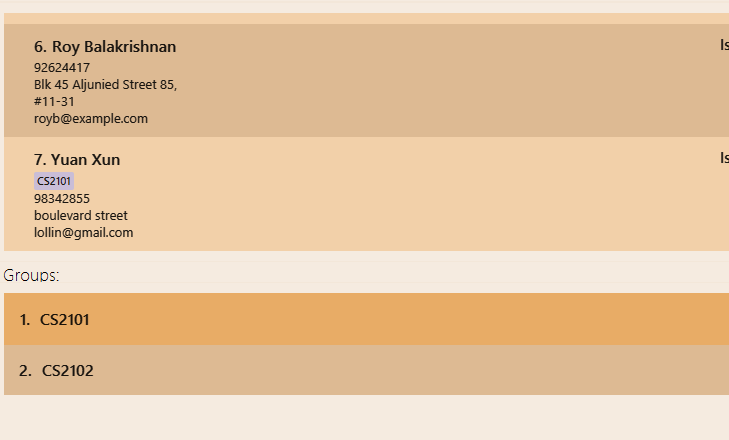 6. Roy Balakrishnan
92624417
Blk 45 Aljunied Street 85,
#11-31
royb@example.com
Is
7. Yuan Xun
CS2101
98342855
boulevard street
lollin@gmail.com
Is
Groups:
1. CS2101
2. CS2102